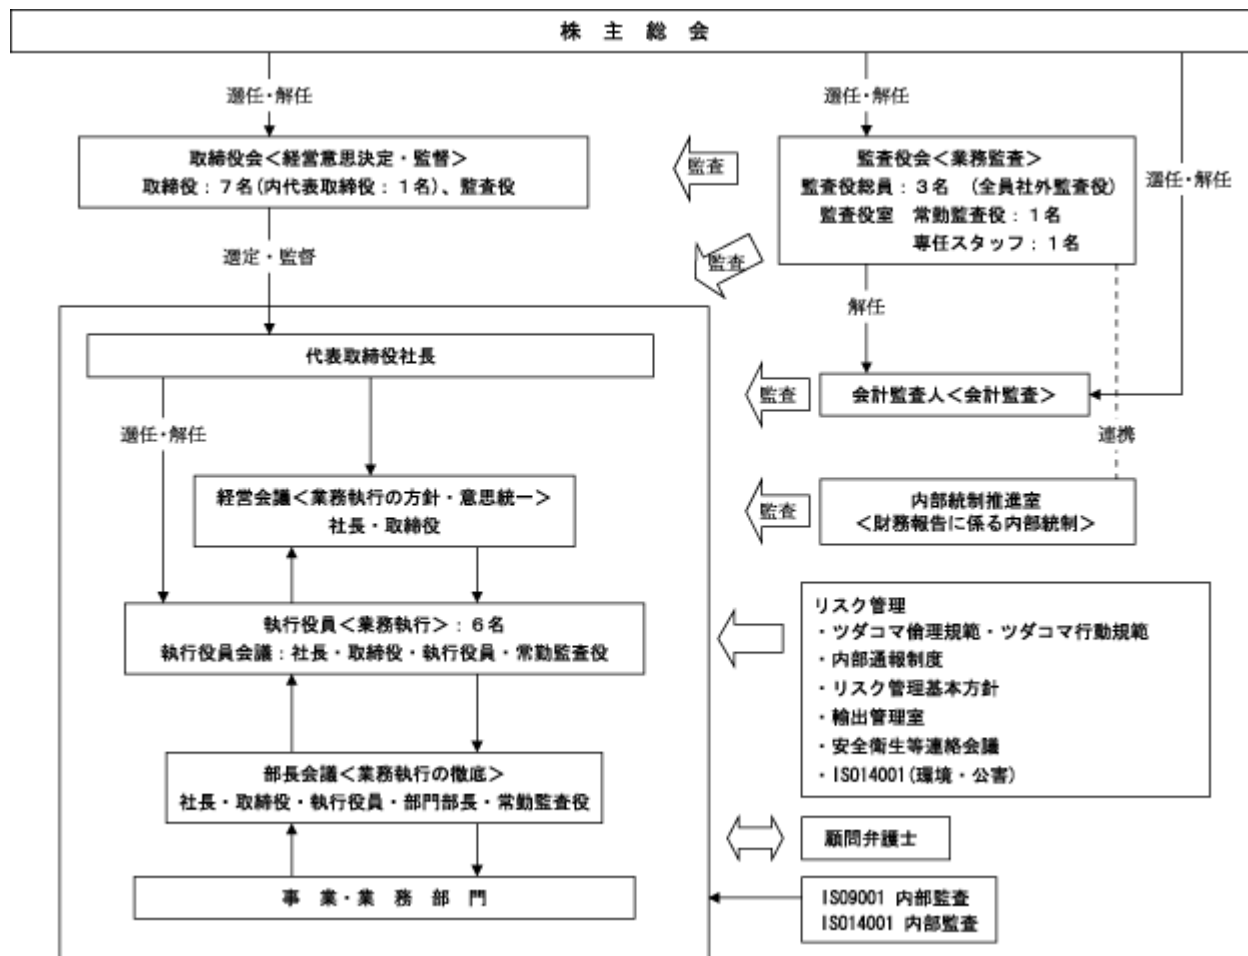 株 主 総 会
選任・解任
選任・解任
取締役会＜経営意思決定・監督＞
取締役：７名(内代表取締役：１名)、監査役
監査
監査役会＜業務監査＞
監査役総員：３名　(全員社外監査役)
監査役室　常勤監査役：１名
専任スタッフ：１名
選任・解任
選定・監督
監査
解任
代表取締役社長
監査
会計監査人＜会計監査＞
選任・解任
連携
経営会議＜業務執行の方針・意思統一＞
社長・取締役
監査
内部統制推進室
＜財務報告に係る内部統制＞
執行役員＜業務執行＞：６名
執行役員会議：社長・取締役・執行役員・常勤監査役
リスク管理
・ツダコマ倫理規範・ツダコマ行動規範
・内部通報制度
・リスク管理基本方針
・輸出管理室
・安全衛生等連絡会議
・ISO14001(環境・公害)
部長会議＜業務執行の徹底＞
社長・取締役・執行役員・部門部長・常勤監査役
顧問弁護士
事 業・業 務 部 門
ISO9001 内部監査
ISO14001 内部監査